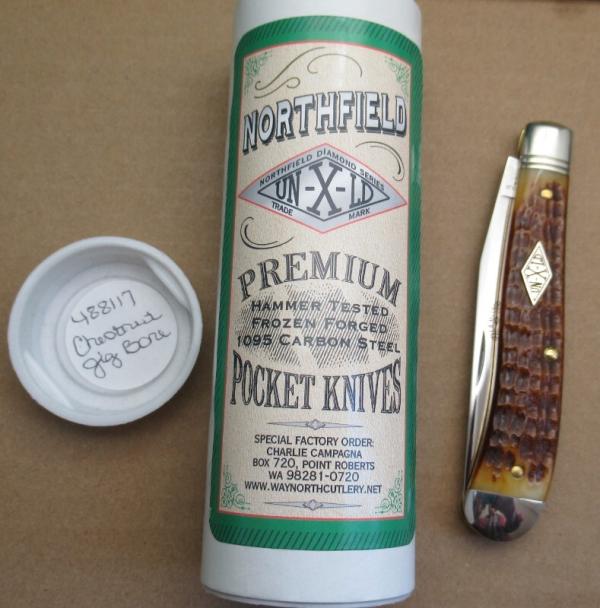 488117
Chestnut
Jig Bone
NORTHFIELD
NORTHFIELD DIAMOND SERIES
UN-X-LD
TRADE MARK
PREMIUM
HAMMER TESTED
FROZEN FORGED
1095 CARBON STEEL
POCKET KNIVES
SPECIAL FACTORY ORDER:
CHARLIE CAMPAGNA
BOX 720, POINT ROBERTS
WA 98281-0720
WWW.WAYNORTHCUTLERY.NET
UN-X-LD